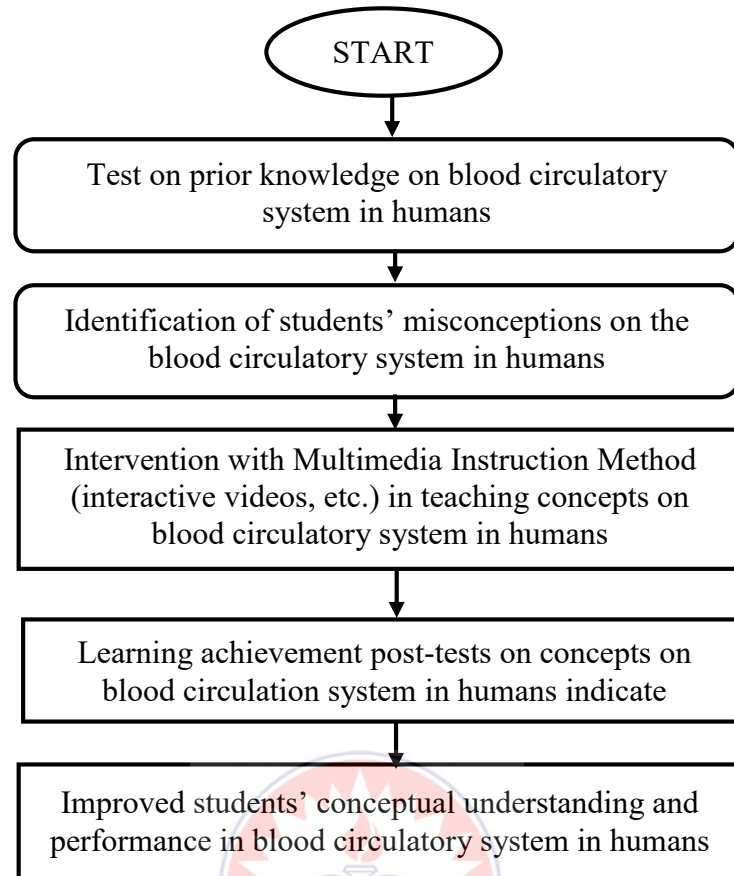 START
Test on prior knowledge on blood circulatory
system in humans
Identification of students’ misconceptions on the
blood circulatory system in humans
Intervention with Multimedia Instruction Method
(interactive videos, etc.) in teaching concepts on
blood circulatory system in humans
Learning achievement post-tests on concepts on
blood circulation system in humans indicate
Improved students’ conceptual understanding and
performance in blood circulatory system in humans